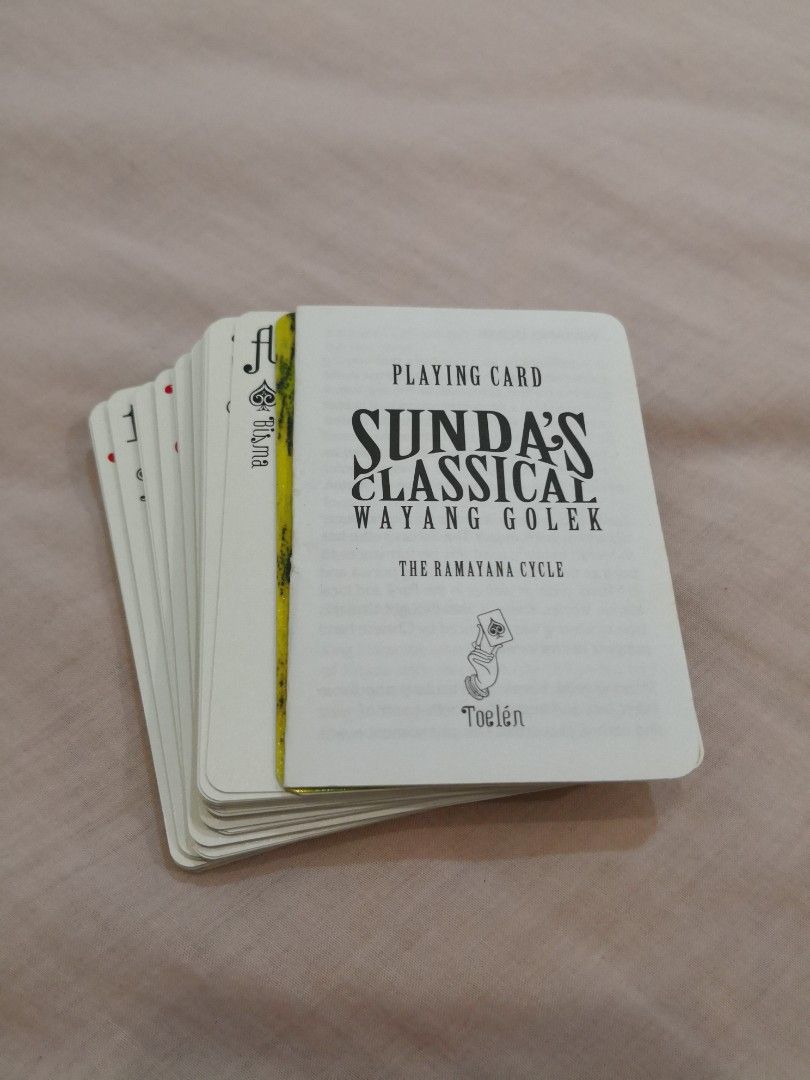 PLAYING CARD
SUNDA'S
CLASSICAL
WAYANG GOLEK
THE RAMAYANA CYCLE
Toelén
A
Bisma